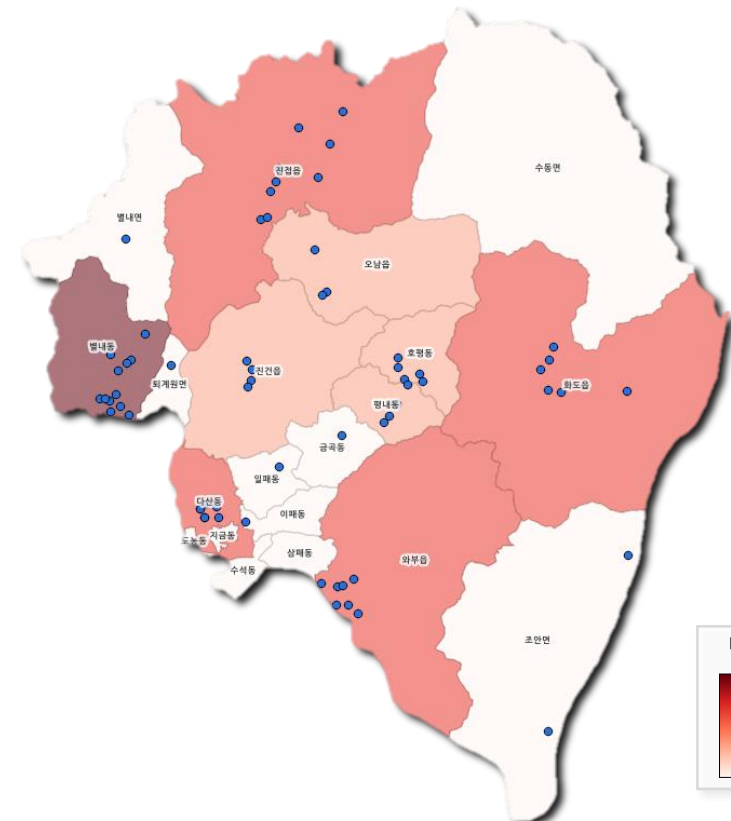 수동면
진접읍
별내면
오남읍
별내동
호평동
진건읍
퇴계원면
화도읍
평내동
금곡동
일패동
다산동
이패동
지금동
도농동
삼패동
와부읍
수석동
조안면